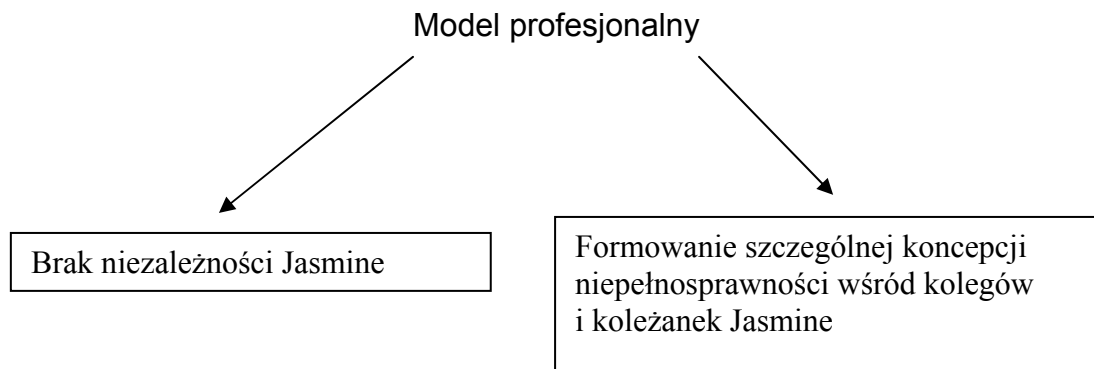 Model profesjonalny
Brak niezależności Jasmine
Formowanie szczególnej koncepcji
niepełnosprawności wśród kolegów
i koleżanek Jasmine